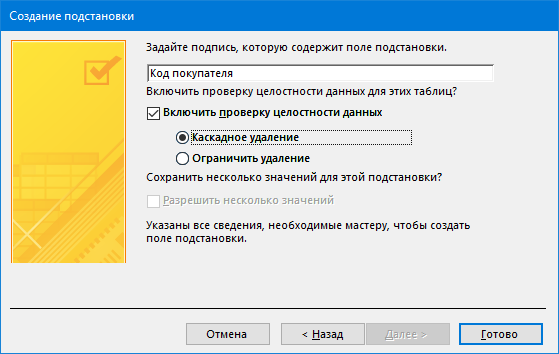 Создание подстановки
Задайте подпись, которую содержит поле подстановки.
Код покупателя
Включить проверку целостности данных для этих таблиц?
Включить проверку целостности данных
Каскадное удаление
Ограничить удаление
Сохранить несколько значений для этой подстановки?
Разрешить несколько значений
Указаны все сведения, необходимые мастеру, чтобы создать
поле подстановки.
Отмена
< Назад
Далее >
Готово